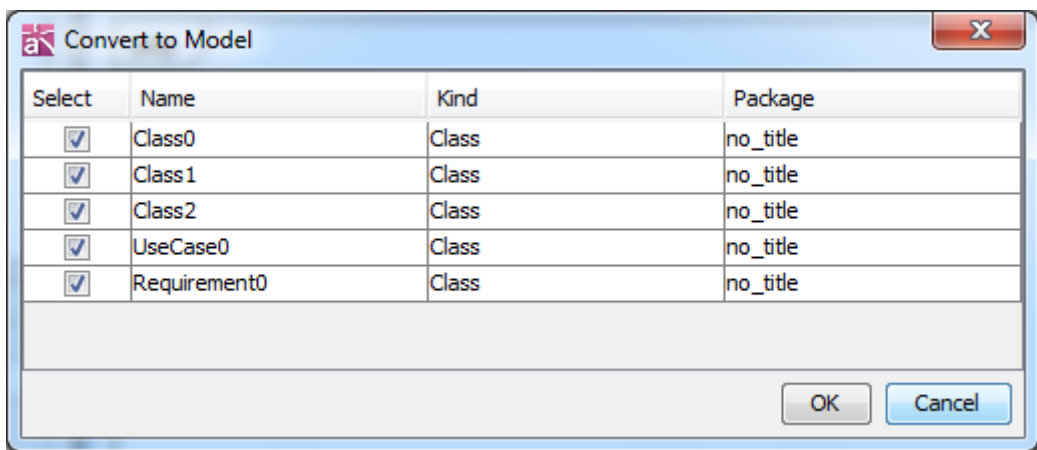 Convert to Model
Select Name Kind Package
Class0 Class no_title
Class1 Class no_title
Class2 Class no_title
UseCase0 Class no_title
Requirement0 Class no_title
OK Cancel